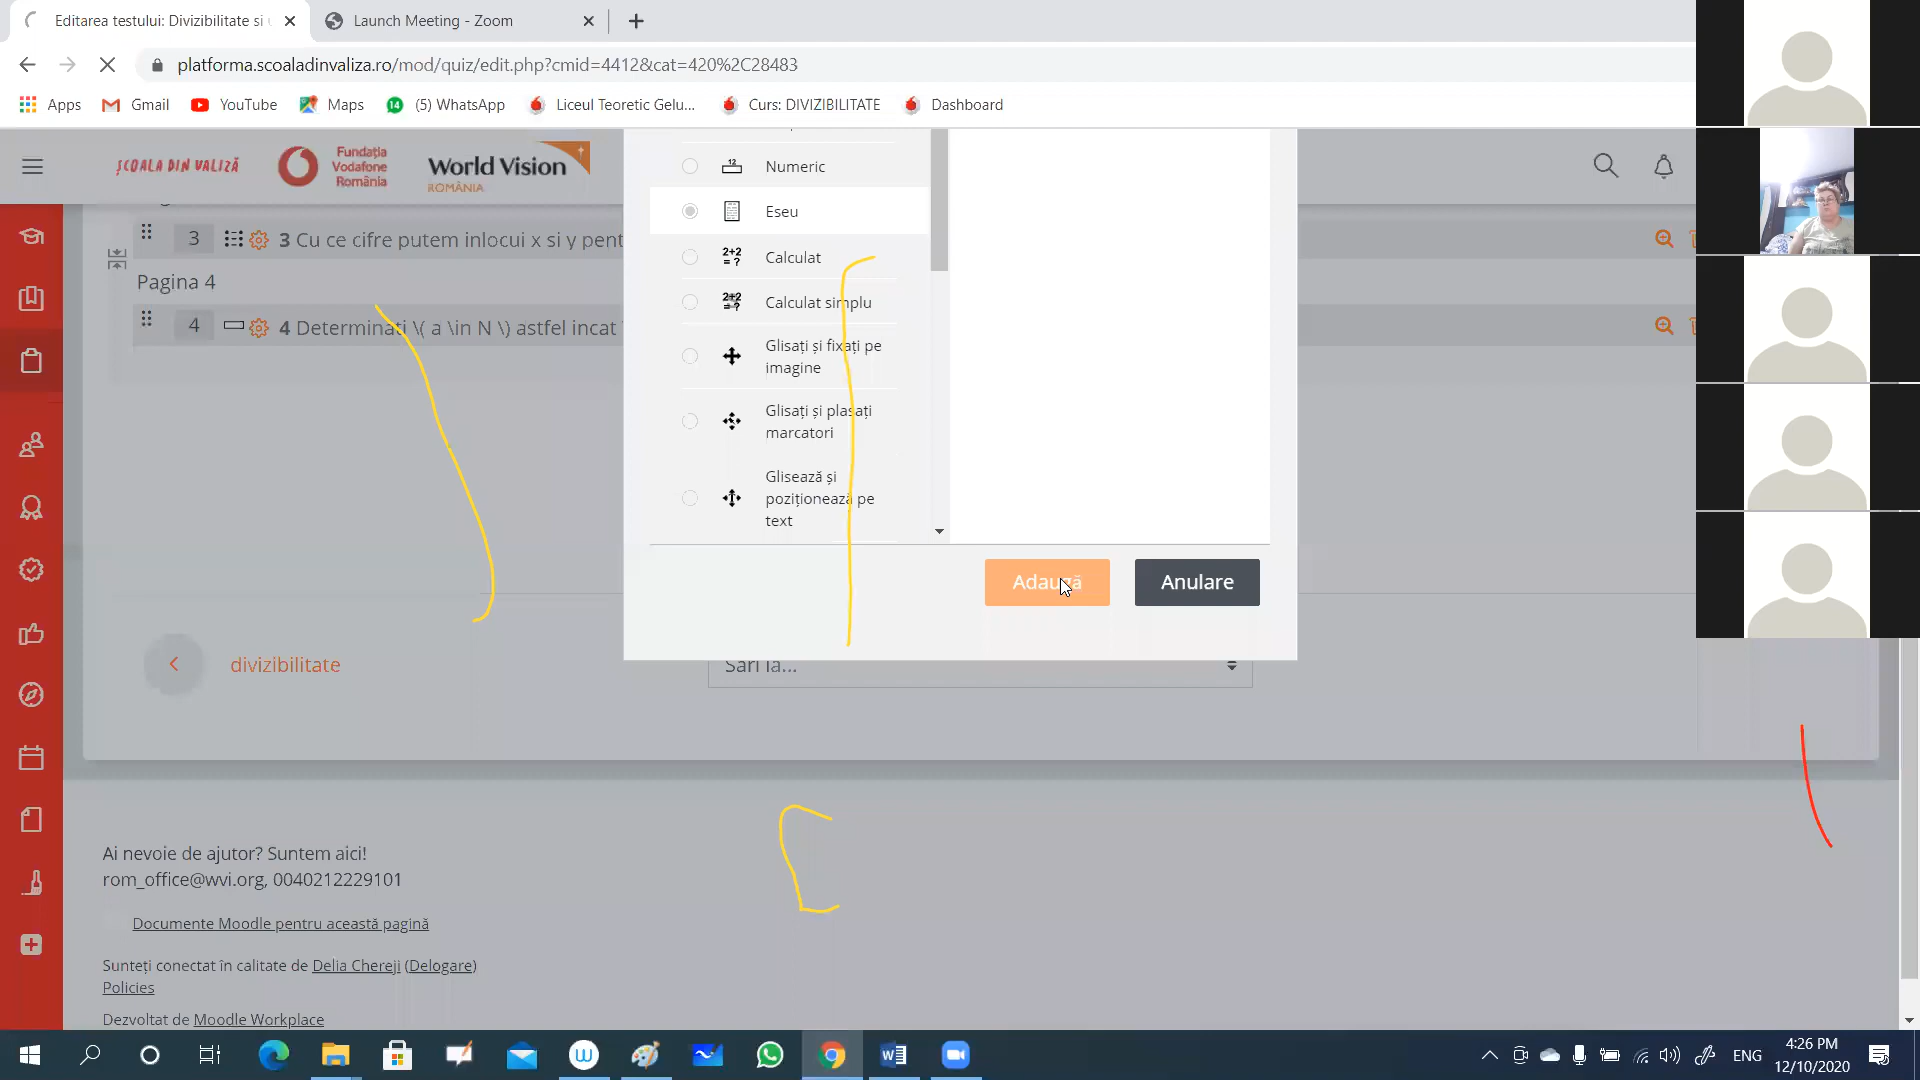 Editarea testului: Divizibilitate si u
Launch Meeting - Zoom
platforma.scoaladinvaliza.ro/mod/quiz/edit.php?cmid=4412&cat=420%2C28483
Apps
Gmail
YouTube
Maps
14
(5) WhatsApp
Liceul Teoretic Gelu...
Curs: DIVIZIBILITATE
Dashboard
ȘCOALA DIN VALIZĂ
Fundația
Vodafone
România
World Vision
ROMÂNIA
12
Numeric
Eseu
2+2
= ?
Calculat
2+2
= ?
Calculat simplu
Glisați și fixați pe
imagine
Glisați și plasați
marcatori
Glisează și
poziționează pe
text
Adaugă
Anulare
3
3 Cu ce cifre putem inlocui x si y pent
Pagina 4
4
4 Determinati \( a \in N \) astfel incat
divizibilitate
Sari la...
Ai nevoie de ajutor? Suntem aici!
rom_office@wvi.org, 0040212229101
Documente Moodle pentru această pagină
Sunteți conectat în calitate de Delia Chereji (Delogare)
Policies
Dezvoltat de Moodle Workplace
ENG
4:26 PM
12/10/2020